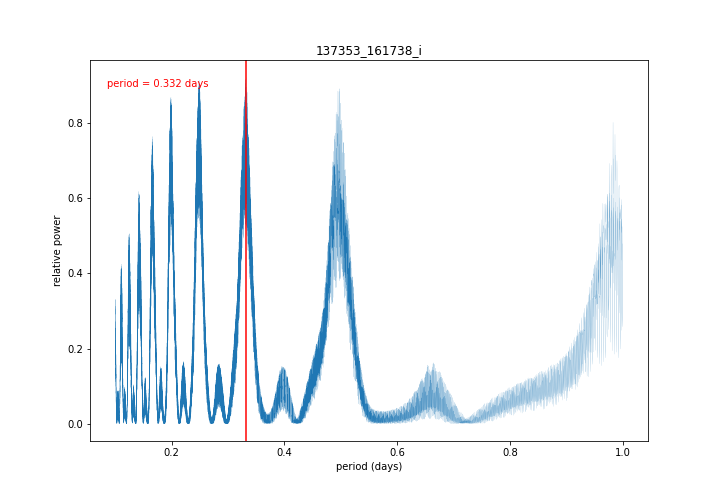 137353_161738_i
period = 0.332 days
relative power
0.8
0.6
0.4
0.2
0.0
0.2 0.4 0.6 0.8 1.0
period (days)